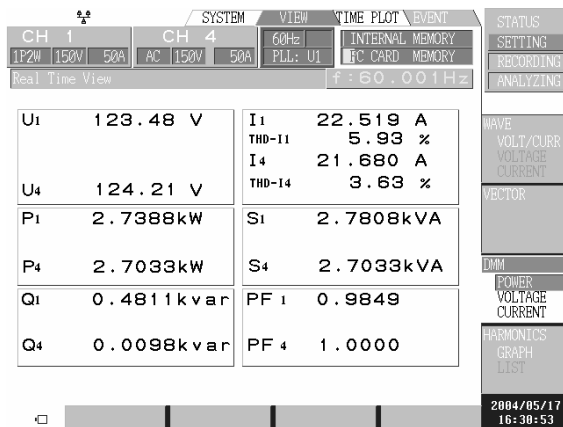 SYSTEM VIEW TIME PLOT EVENT STATUS
CH 1 CH 4 60Hz INTERNAL MEMORY SETTING
1P2W 150V 50A AC 150V 50A PLL: U1 PC CARD MEMORY RECORDING
Real Time View f:60.001Hz ANALYZING
U1 123.48 V I1 22.519 A
THD-I1 5.93 %
I4 21.680 A
U4 124.21 V THD-I4 3.63 %
P1 2.7388kW S1 2.7808kVA
P4 2.7033kW S4 2.7033kVA
Q1 0.4811kvar PF 1 0.9849
Q4 0.0098kvar PF 4 1.0000
WAVE
VOLT/CURR
VOLTAGE
CURRENT
VECTOR
DMM
POWER
VOLTAGE
CURRENT
HARMONICS
GRAPH
LIST
2004/05/17
16:30:53